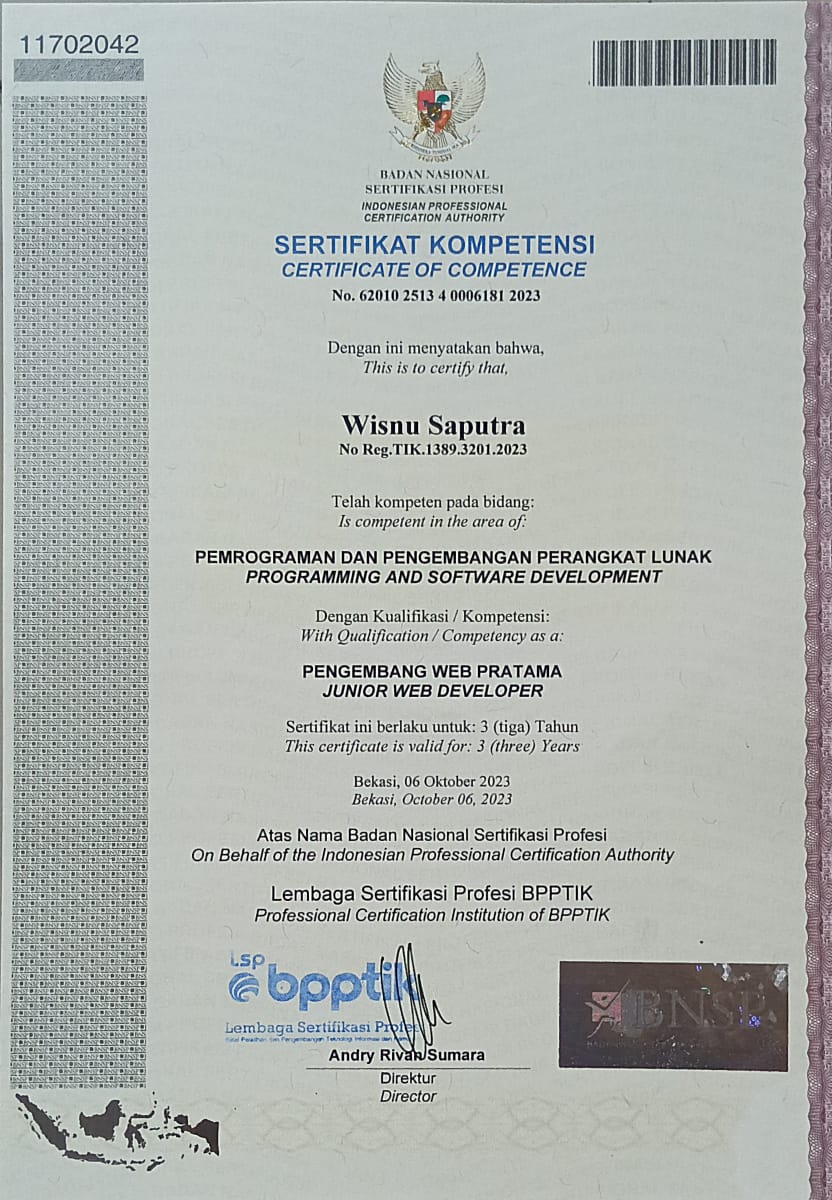 11702042
BADAN NASIONAL
SERTIFIKASI PROFESI
INDONESIAN PROFESSIONAL
CERTIFICATION AUTHORITY
SERTIFIKAT KOMPETENSI
CERTIFICATE OF COMPETENCE
No. 62010 2513 4 0006181 2023
Dengan ini menyatakan bahwa,
This is to certify that,
Wisnu Saputra
No Reg.TIK.1389.3201.2023
Telah kompeten pada bidang:
Is competent in the area of:
PEMROGRAMAN DAN PENGEMBANGAN PERANGKAT LUNAK
PROGRAMMING AND SOFTWARE DEVELOPMENT
Dengan Kualifikasi / Kompetensi:
With Qualification / Competency as a:
PENGEMBANG WEB PRATAMA
JUNIOR WEB DEVELOPER
Sertifikat ini berlaku untuk: 3 (tiga) Tahun
This certificate is valid for: 3 (three) Years
Bekasi, 06 Oktober 2023
Bekasi, October 06, 2023
Atas Nama Badan Nasional Sertifikasi Profesi
On Behalf of the Indonesian Professional Certification Authority
Lembaga Sertifikasi Profesi BPPTIK
Professional Certification Institution of BPPTIK
Lsp
bpptik
Lembaga Sertifikasi Profesi
BNSP
Andry Rivan Sumara
Direktur
Director